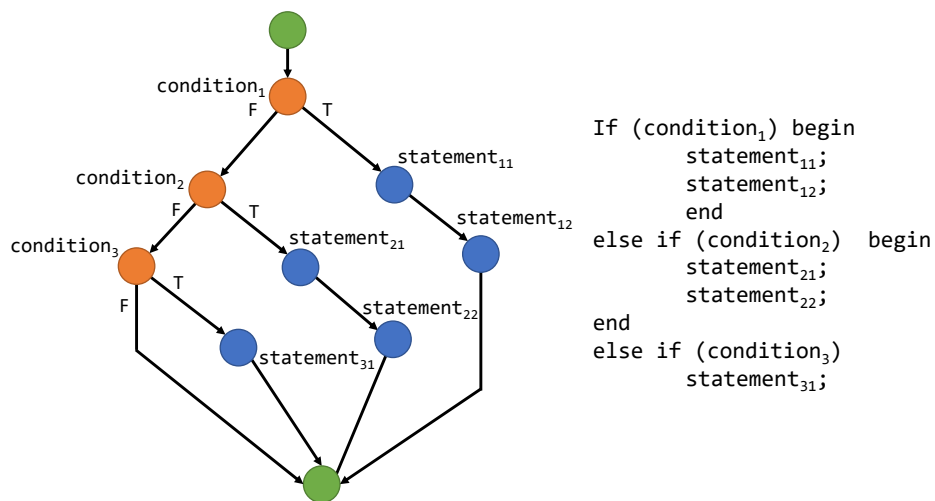 condition₁
F
T
condition₂
F
T
condition₃
F
T
statement₁₁
statement₁₂
statement₂₁
statement₂₂
statement₃₁
If (condition₁) begin
statement₁₁;
statement₁₂;
end
else if (condition₂) begin
statement₂₁;
statement₂₂;
end
else if (condition₃)
statement₃₁;